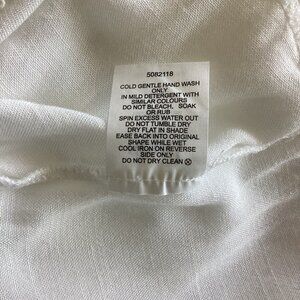 5082118
COLD GENTLE HAND WASH
ONLY
IN MILD DETERGENT WITH
SIMILAR COLOURS
DO NOT BLEACH, SOAK
OR RUB
SPIN EXCESS WATER OUT
DO NOT TUMBLE DRY
DRY FLAT IN SHADE
EASE BACK INTO ORIGINAL
SHAPE WHILE WET
COOL IRON ON REVERSE
SIDE ONLY
DO NOT DRY CLEAN